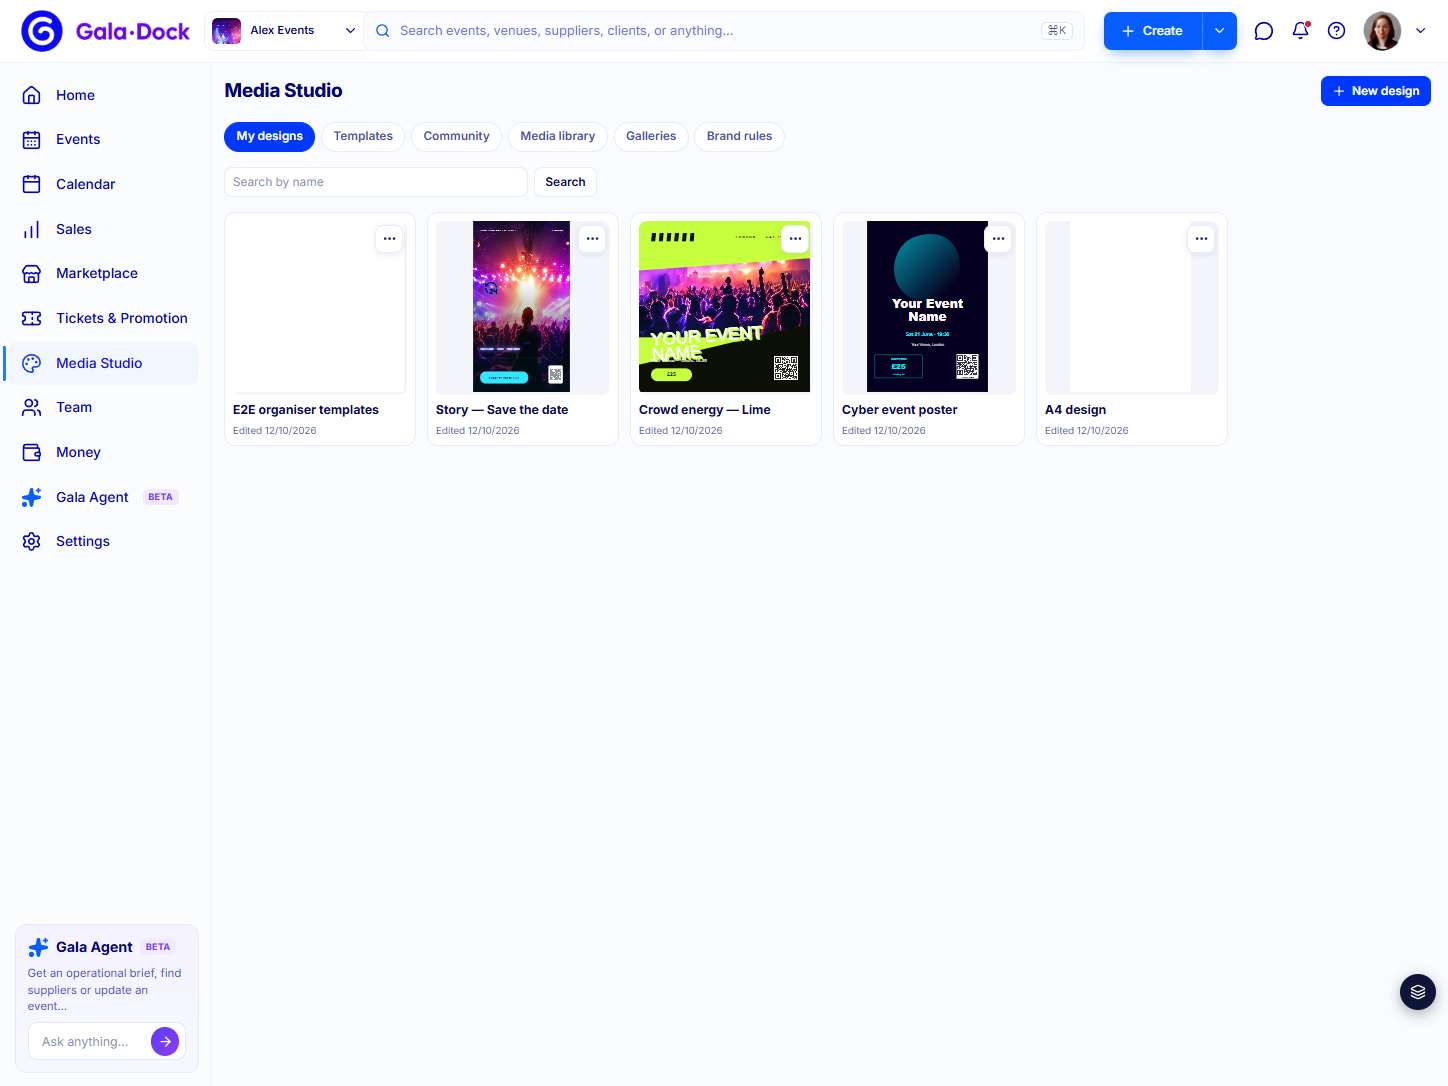 Gala·Dock
Alex Events
Search events, venues, suppliers, clients, or anything...
⌘K
+ Create
Home
Events
Calendar
Sales
Marketplace
Tickets & Promotion
Media Studio
Team
Money
Gala Agent BETA
Settings
Media Studio
+ New design
My designs
Templates
Community
Media library
Galleries
Brand rules
Search by name
Search
E2E organiser templates
Edited 12/10/2026
Story — Save the date
Edited 12/10/2026
YOUR EVENT
NAME
£25
Crowd energy — Lime
Edited 12/10/2026
Your Event
Name
Your Venue, London
£25
Cyber event poster
Edited 12/10/2026
A4 design
Edited 12/10/2026
Gala Agent BETA
Get an operational brief, find
suppliers or update an
event...
Ask anything...